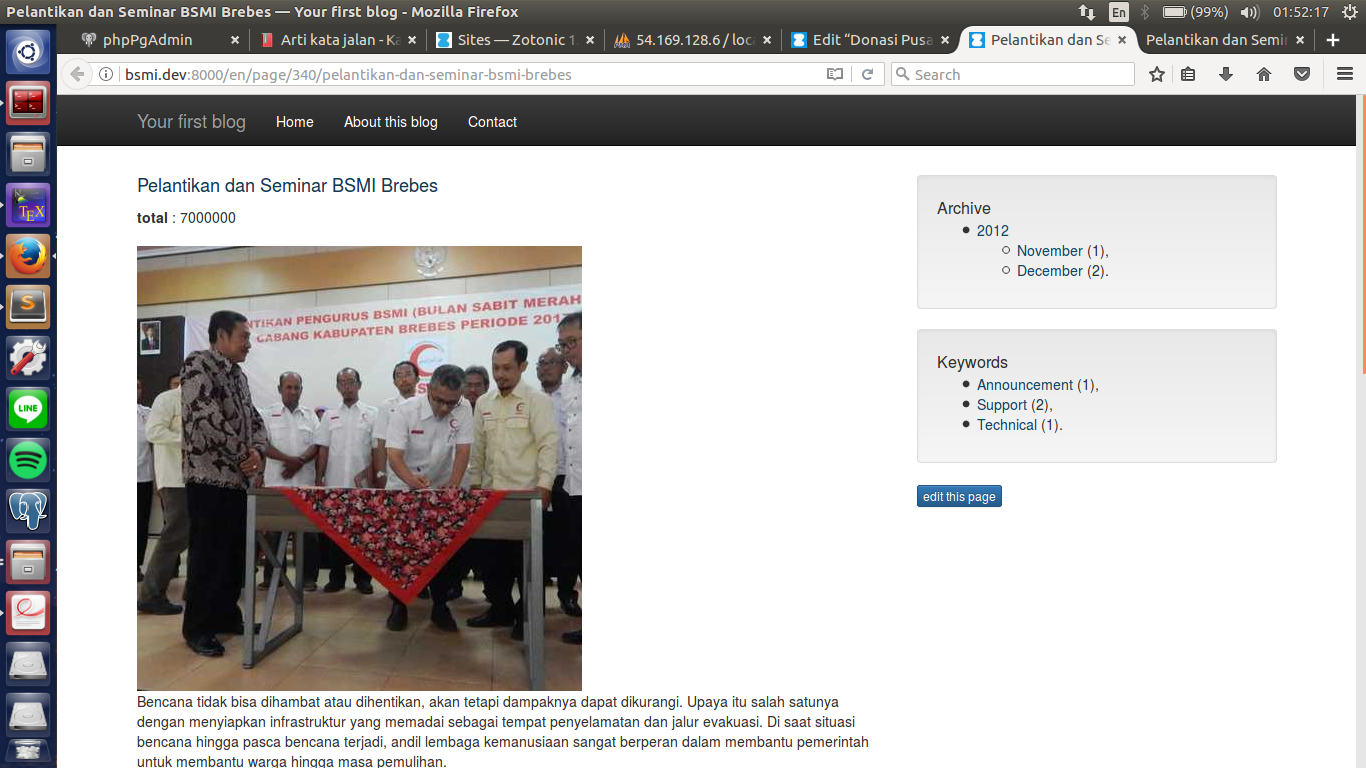 Pelantikan dan Seminar BSMI Brebes — Your first blog - Mozilla Firefox
En
(99%)
01:52:17
phpPgAdmin
Arti kata jalan - Ka
Sites — Zotonic 1.
54.169.128.6 / loca
Edit “Donasi Pusa
Pelantikan dan Se
Pelantikan dan Semi
bsmi.dev:8000/en/page/340/pelantikan-dan-seminar-bsmi-brebes
Search
Your first blog
Home
About this blog
Contact
Pelantikan dan Seminar BSMI Brebes
total : 7000000
NTIKAN PENGURUS BSMI (BULAN SABIT MERAH
CABANG KABUPATEN BREBES PERIODE 201
Bencana tidak bisa dihambat atau dihentikan, akan tetapi dampaknya dapat dikurangi. Upaya itu salah satunya
dengan menyiapkan infrastruktur yang memadai sebagai tempat penyelamatan dan jalur evakuasi. Di saat situasi
bencana hingga pasca bencana terjadi, andil lembaga kemanusiaan sangat berperan dalam membantu pemerintah
untuk membantu warga hingga masa pemulihan.
Archive
2012
November (1),
December (2).
Keywords
Announcement (1),
Support (2),
Technical (1).
edit this page
TEX
S
LINE